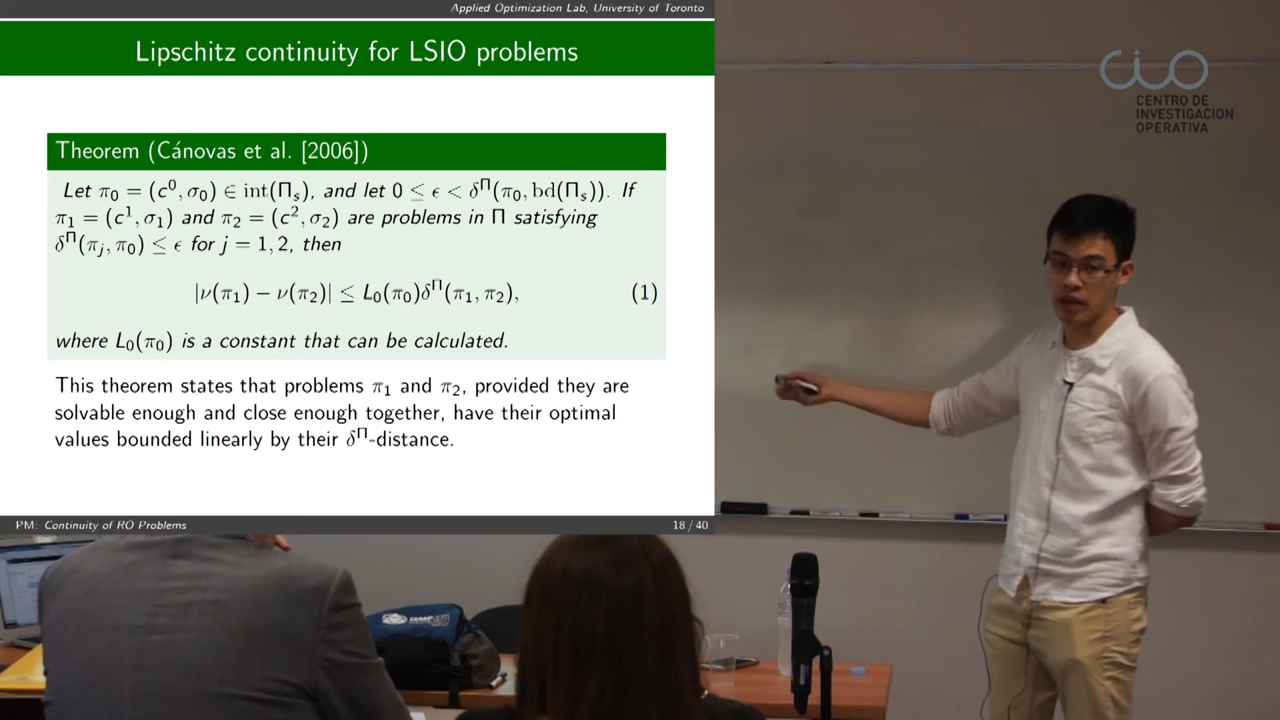 Applied Optimization Lab, University of Toronto
Lipschitz continuity for LSIO problems
Theorem (Cánovas et al. [2006])
Let π₀ = (c⁰, σ₀) ∈ int(Πₛ), and let 0 ≤ ϵ < δ^Π(π₀, bd(Πₛ)). If
π₁ = (c¹, σ₁) and π₂ = (c², σ₂) are problems in Π satisfying
δ^Π(πⱼ, π₀) ≤ ϵ for j = 1, 2, then
|ν(π₁) − ν(π₂)| ≤ L₀(π₀)δ^Π(π₁, π₂), (1)
where L₀(π₀) is a constant that can be calculated.
This theorem states that problems π₁ and π₂, provided they are
solvable enough and close enough together, have their optimal
values bounded linearly by their δ^Π-distance.
PM: Continuity of RO Problems 18 / 40
CIO
CENTRO DE
INVESTIGACION
OPERATIVA